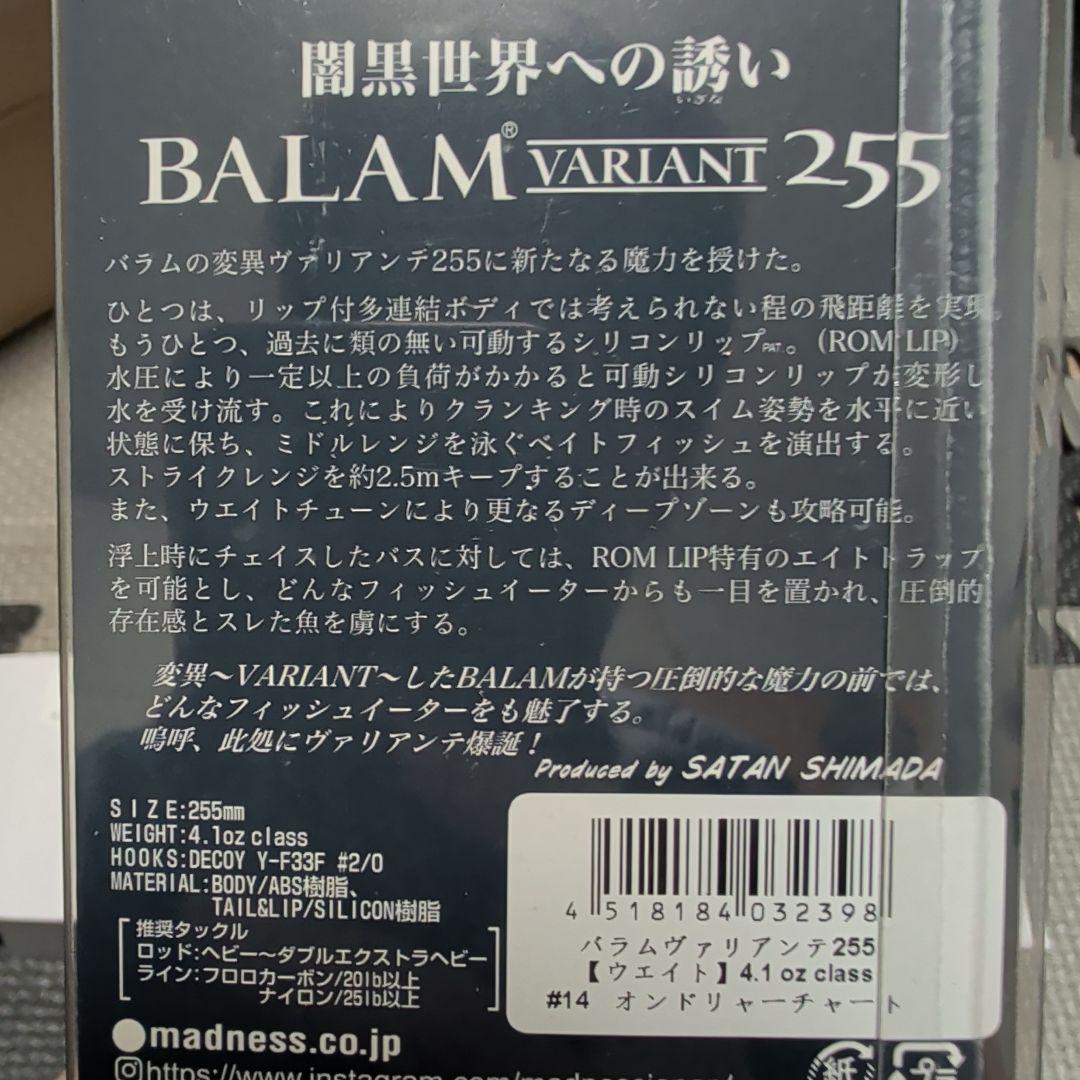 闇黒世界への誘い
いざな
BALAM® VARIANT 255
バラムの変異ヴァリアンテ255に新たなる魔力を授けた。
ひとつは、リップ付多連結ボディでは考えられない程の飛距離を実現。
もうひとつ、過去に類の無い可動するシリコンリップPAT.。(ROM LIP)
水圧により一定以上の負荷がかかると可動シリコンリップが変形し
水を受け流す。これによりクランキング時のスイム姿勢を水平に近い
状態に保ち、ミドルレンジを泳ぐベイトフィッシュを演出する。
ストライクレンジを約2.5mキープすることが出来る。
また、ウエイトチューンにより更なるディープゾーンも攻略可能。
浮上時にチェイスしたバスに対しては、ROM LIP特有のエイトトラップ
を可能とし、どんなフィッシュイーターからも一目を置かれ、圧倒的
存在感とスレた魚を虜にする。
変異～VARIANT～したBALAMが持つ圧倒的な魔力の前では、
どんなフィッシュイーターをも魅了する。
嗚呼、此処にヴァリアンテ爆誕！
Produced by SATAN SHIMADA
SIZE:255mm
WEIGHT:4.1oz class
HOOKS:DECOY Y-F33F #2/0
MATERIAL:BODY/ABS樹脂、
TAIL&LIP/SILICON樹脂
推奨タックル
ロッド:ヘビー～ダブルエクストラヘビー
ライン:フロロカーボン/20lb以上
ナイロン/25lb以上
4 518184 032398
バラムヴァリアンテ255
【ウエイト】4.1 oz class
#14 オンドリャーチャート
madness.co.jp
https://www.instagram.com/madnessjapan/
紙
プ